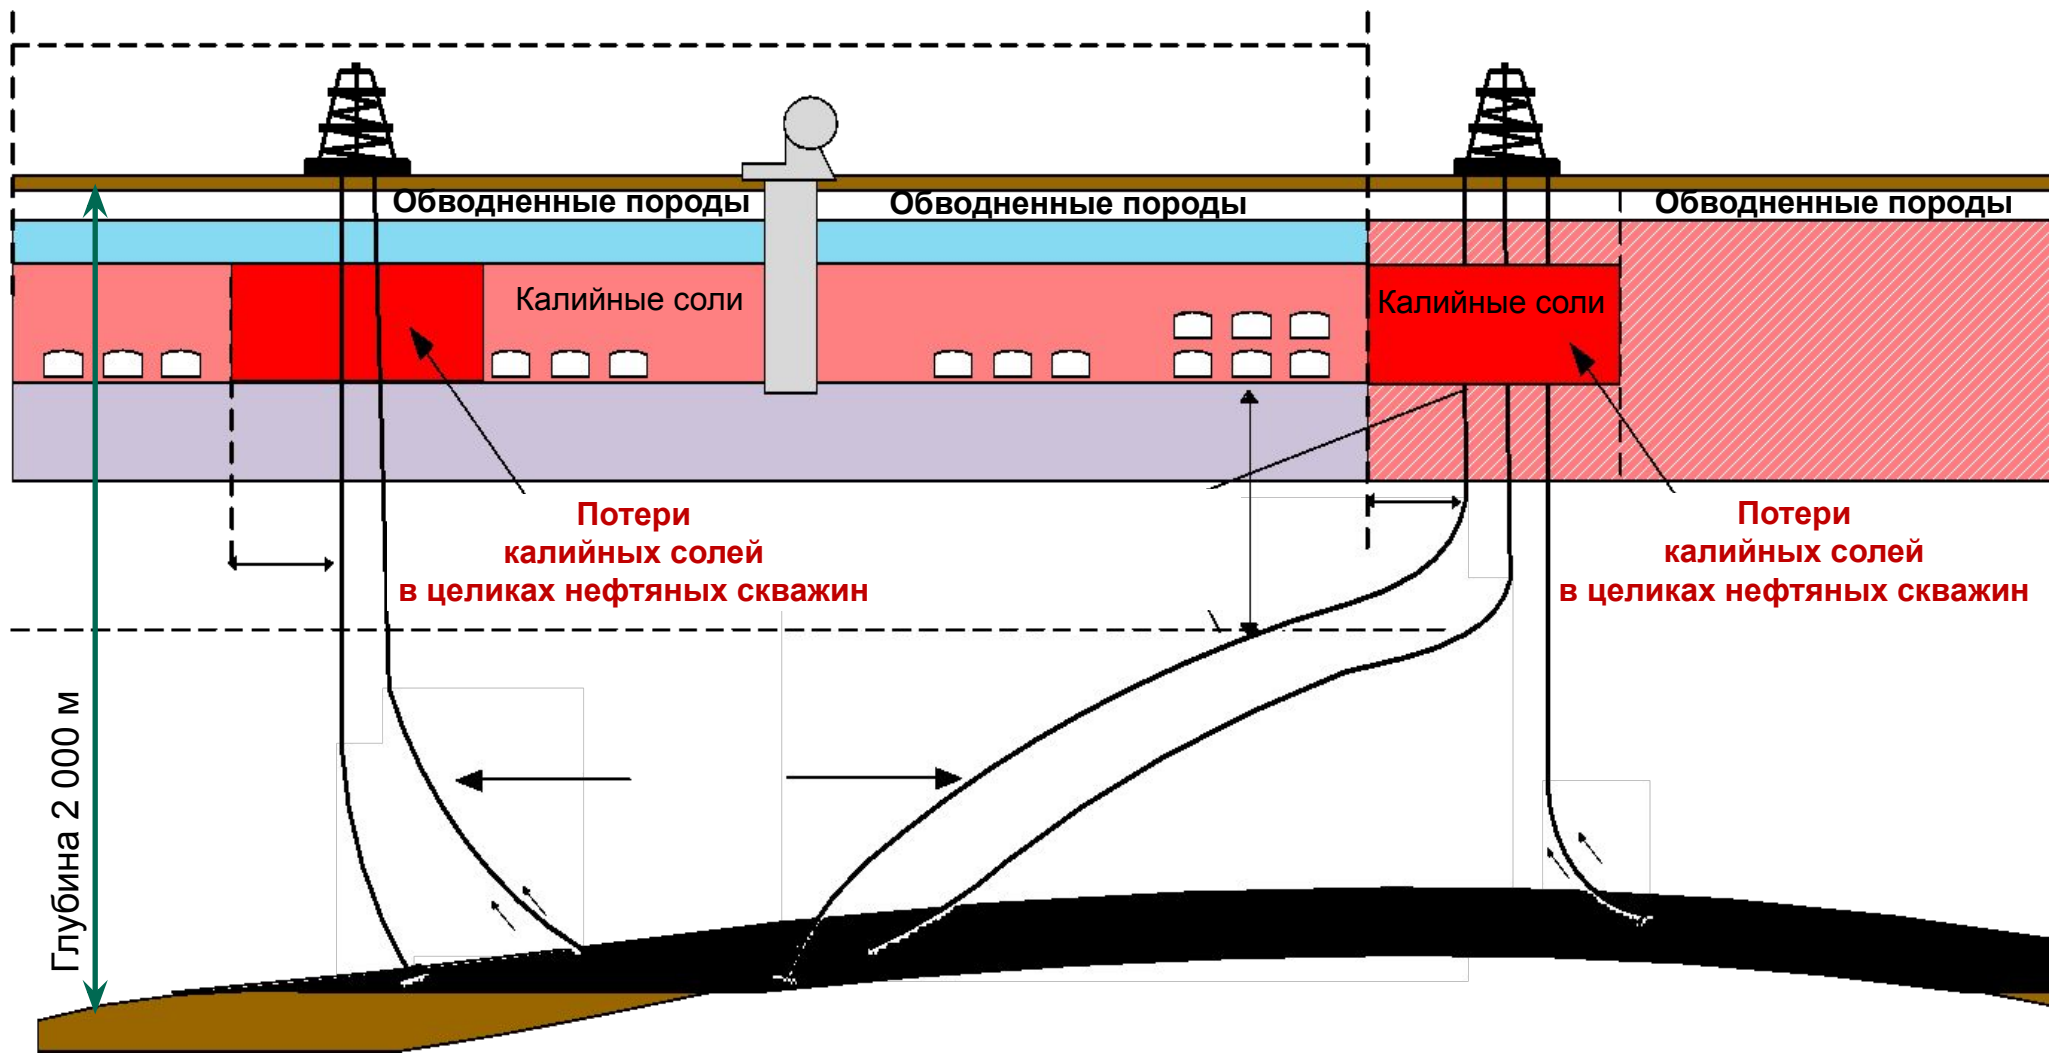 Обводненные породы
Обводненные породы
Обводненные породы
Калийные соли
Калийные соли
Потери
калийных солей
в целиках нефтяных скважин
Потери
калийных солей
в целиках нефтяных скважин
Глубина 2 000 м